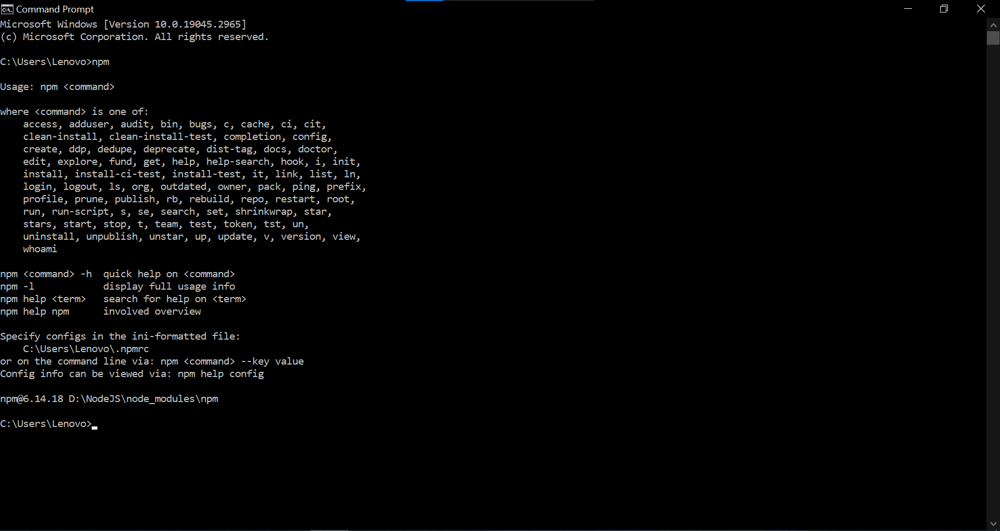 Command Prompt
Microsoft Windows [Version 10.0.19045.2965]
(c) Microsoft Corporation. All rights reserved.
C:\Users\Lenovo>npm
Usage: npm <command>
where <command> is one of:
    access, adduser, audit, bin, bugs, c, cache, ci, cit,
    clean-install, clean-install-test, completion, config,
    create, ddp, dedupe, deprecate, dist-tag, docs, doctor,
    edit, explore, fund, get, help, help-search, hook, i, init,
    install, install-ci-test, install-test, it, link, list, ln,
    login, logout, ls, org, outdated, owner, pack, ping, prefix,
    profile, prune, publish, rb, rebuild, repo, restart, root,
    run, run-script, s, se, search, set, shrinkwrap, star,
    stars, start, stop, t, team, test, token, tst, un,
    uninstall, unpublish, unstar, up, update, v, version, view,
    whoami
npm <command> -h  quick help on <command>
npm -l            display full usage info
npm help <term>   search for help on <term>
npm help npm      involved overview
Specify configs in the ini-formatted file:
    C:\Users\Lenovo\.npmrc
or on the command line via: npm <command> --key value
Config info can be viewed via: npm help config
npm@6.14.18 D:\NodeJS\node_modules\npm
C:\Users\Lenovo>